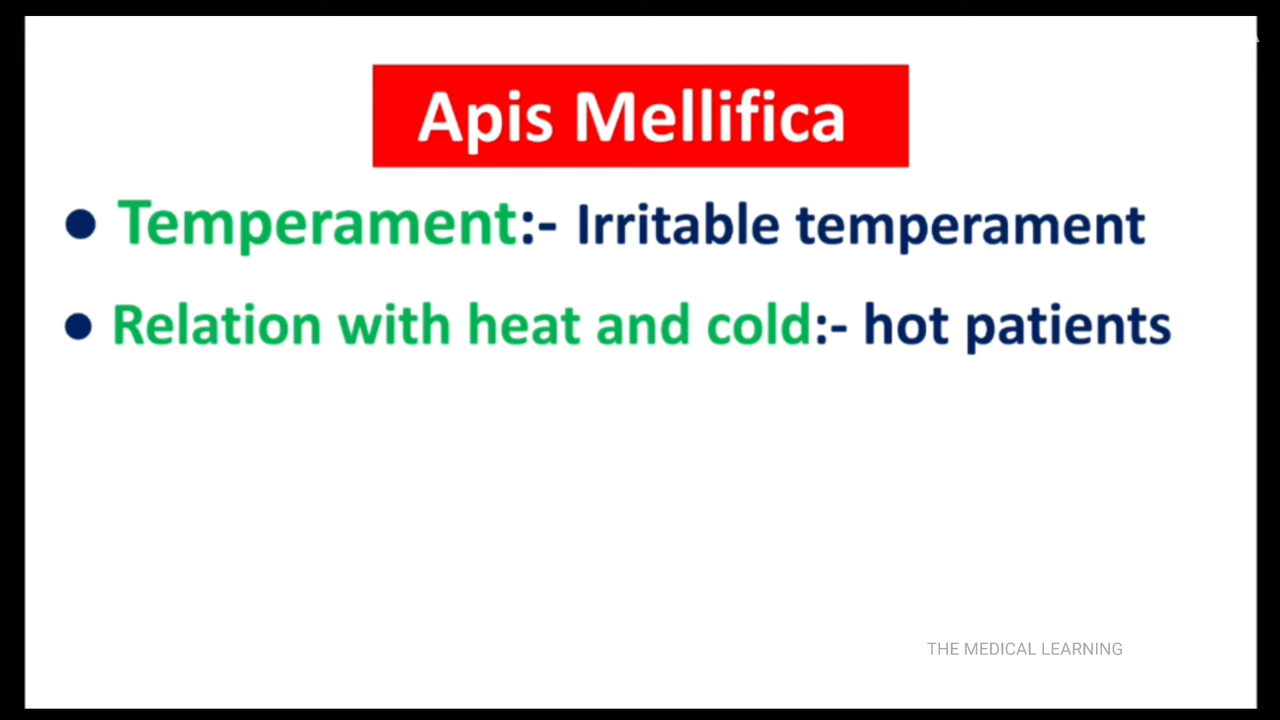 Apis Mellifica
● Temperament:- Irritable temperament
● Relation with heat and cold:- hot patients
THE MEDICAL LEARNING